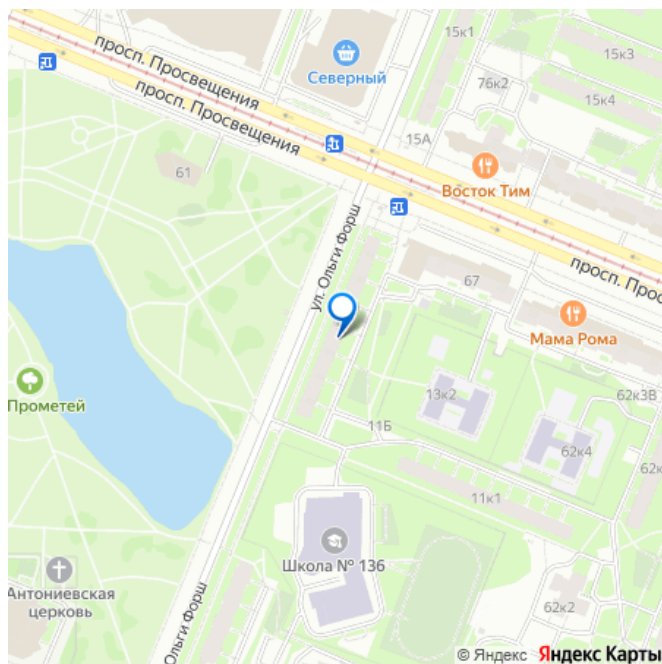 15к1
15к3
просп. Просвещения
Северный
76к2
15к4
просп. Просвещения
15А
61
Восток Тим
ул. Ольги Форш
просп. Прос
67
Мама Рома
Прометей
13к2
62к3В
11Б
62к4
11к1
Школа № 136
Антониевская
церковь
62к2
Ольги Форш
© Яндекс Яндекс Карты